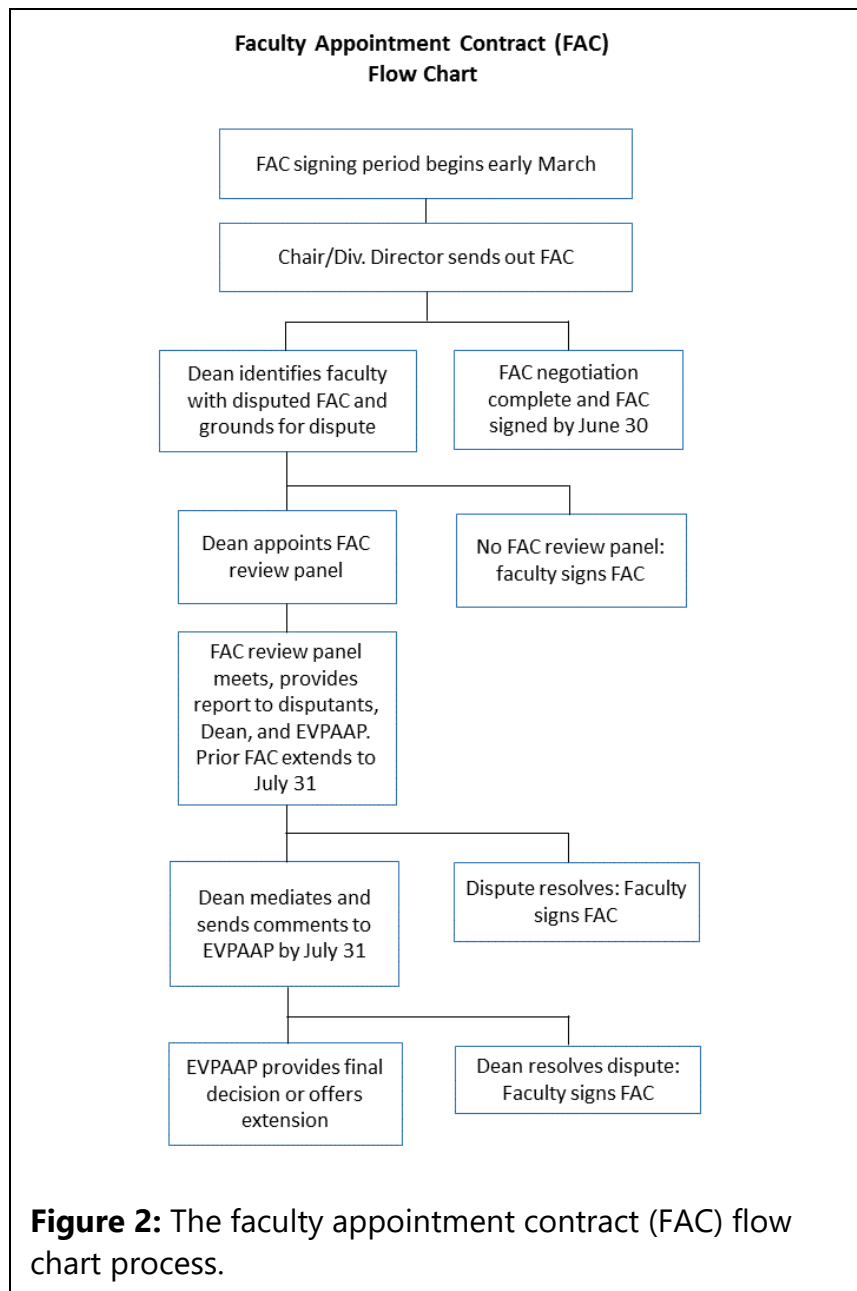 Faculty Appointment Contract (FAC)
Flow Chart
FAC signing period begins early March
Chair/Div. Director sends out FAC
Dean identifies faculty
with disputed FAC and
grounds for dispute
FAC negotiation
complete and FAC
signed by June 30
Dean appoints FAC
review panel
No FAC review panel:
faculty signs FAC
FAC review panel
meets, provides
report to disputants,
Dean, and EVPAAP.
Prior FAC extends to
July 31
Dean mediates and
sends comments to
EVPAAP by July 31
Dispute resolves: Faculty
signs FAC
EVPAAP provides final
decision or offers
extension
Dean resolves dispute:
Faculty signs FAC
Figure 2: The faculty appointment contract (FAC) flow
chart process.